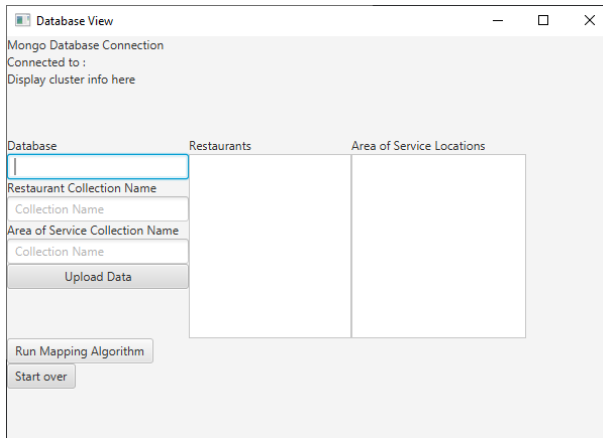 Database View
Mongo Database Connection
Connected to :
Display cluster info here
Database
Restaurants
Area of Service Locations
Restaurant Collection Name
Collection Name
Area of Service Collection Name
Collection Name
Upload Data
Run Mapping Algorithm
Start over